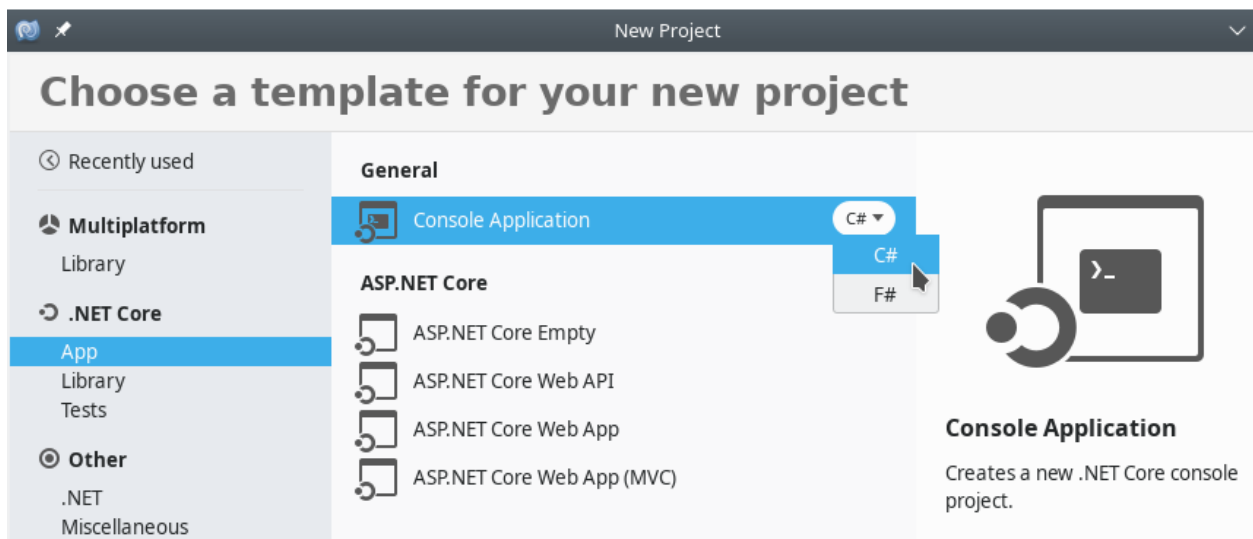 New Project
Choose a template for your new project
Recently used
Multiplatform
Library
.NET Core
App
Library
Tests
Other
.NET
Miscellaneous
General
Console Application C#
C#
F#
ASP.NET Core
ASP.NET Core Empty
ASP.NET Core Web API
ASP.NET Core Web App
ASP.NET Core Web App (MVC)
Console Application
Creates a new .NET Core console
project.